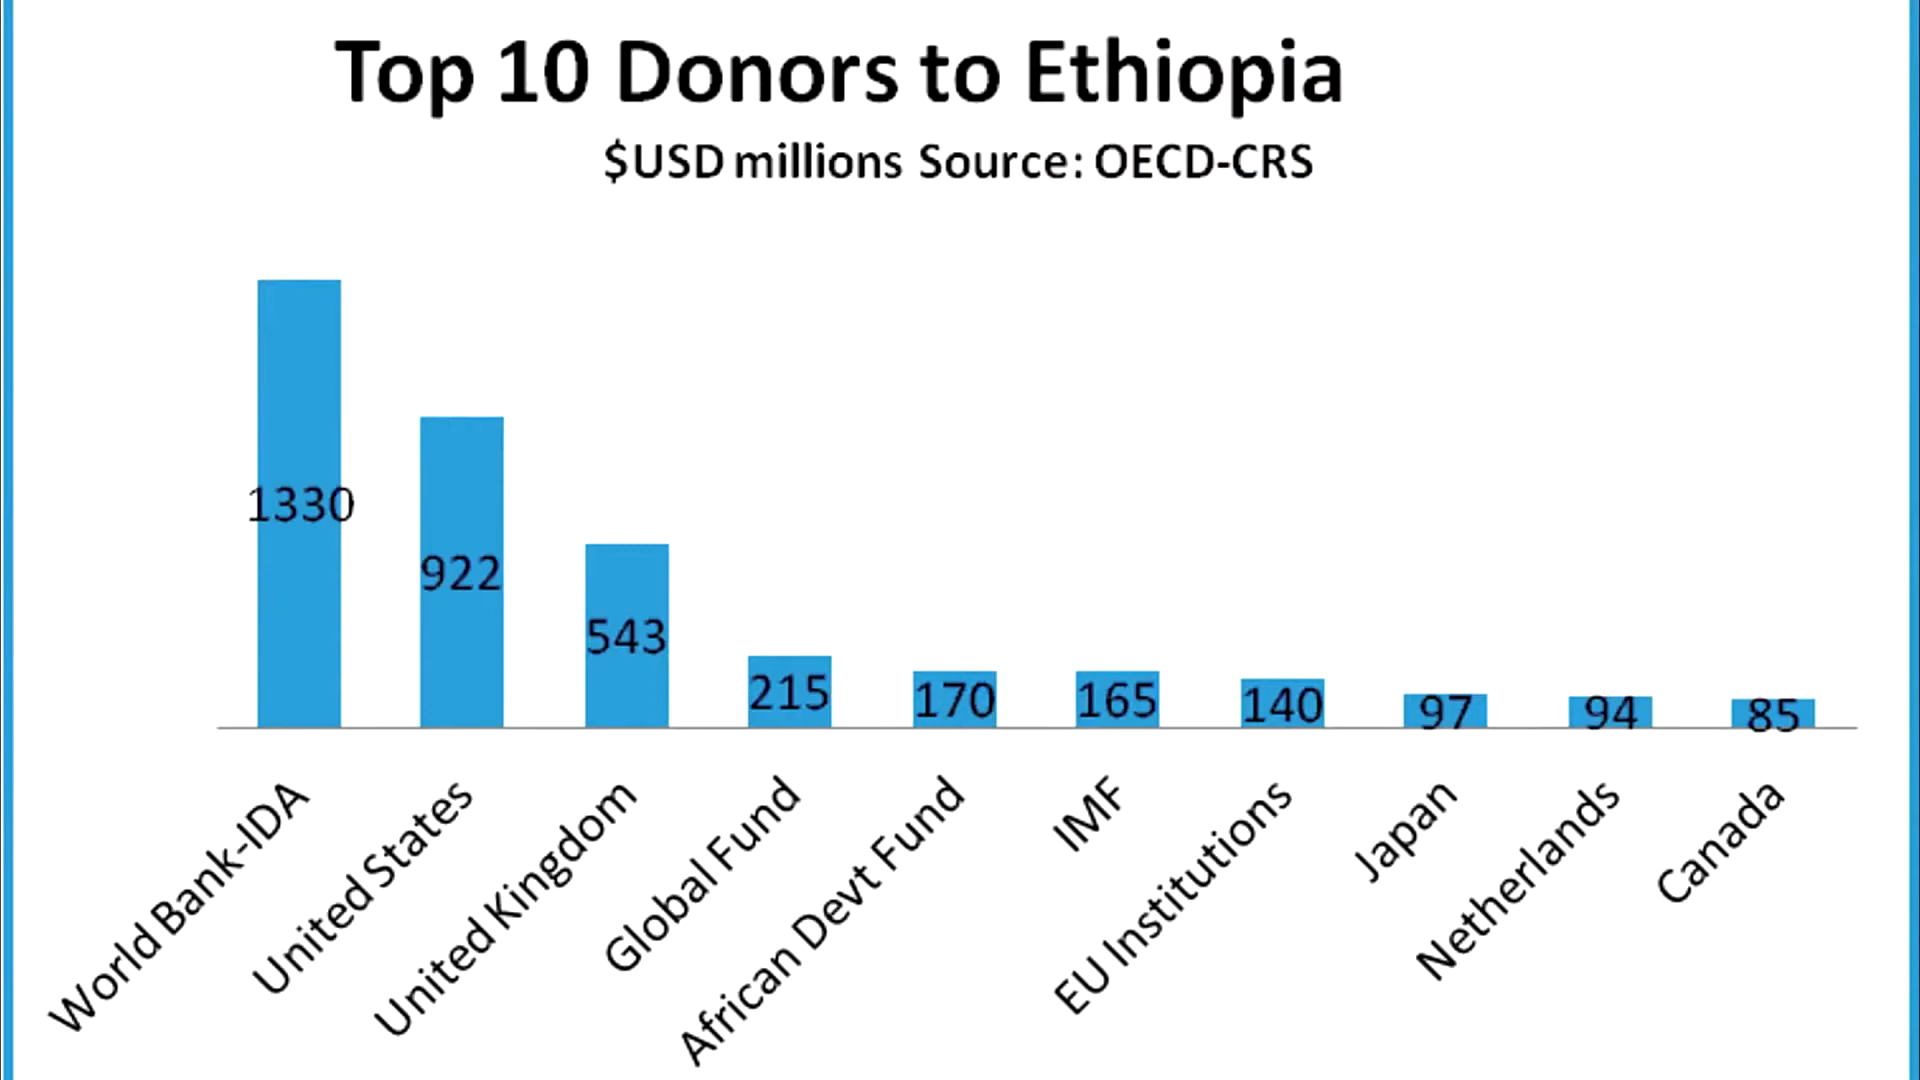 Top 10 Donors to Ethiopia
$USD millions Source: OECD-CRS
1330
922
543
215
170
165
140
97
94
85
World Bank-IDA
United States
United Kingdom
Global Fund
African Devt Fund
IMF
EU Institutions
Japan
Netherlands
Canada